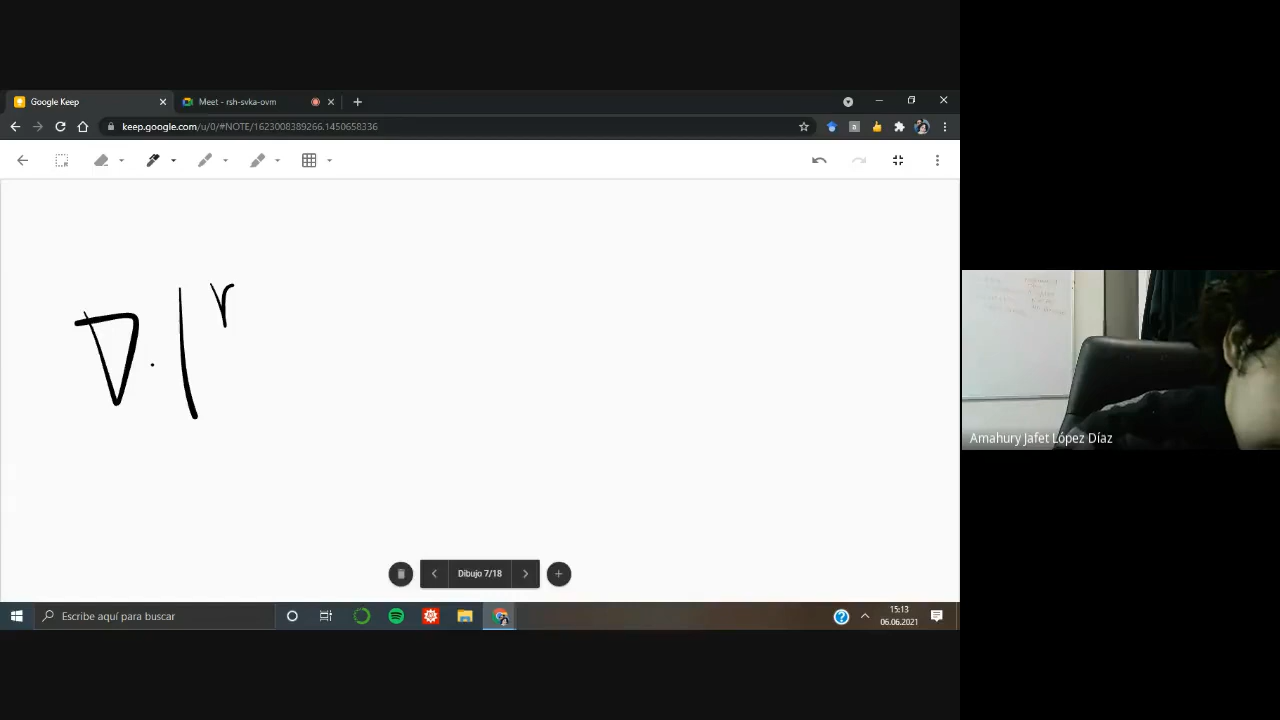 Google Keep
Meet - rsh-svka-ovm
keep.google.com/u/0/#NOTE/1623008389266.1450658336
∇ · | r
Amahury Jafet López Díaz
Dibujo 7/18
Escribe aquí para buscar
15:13
06.06.2021